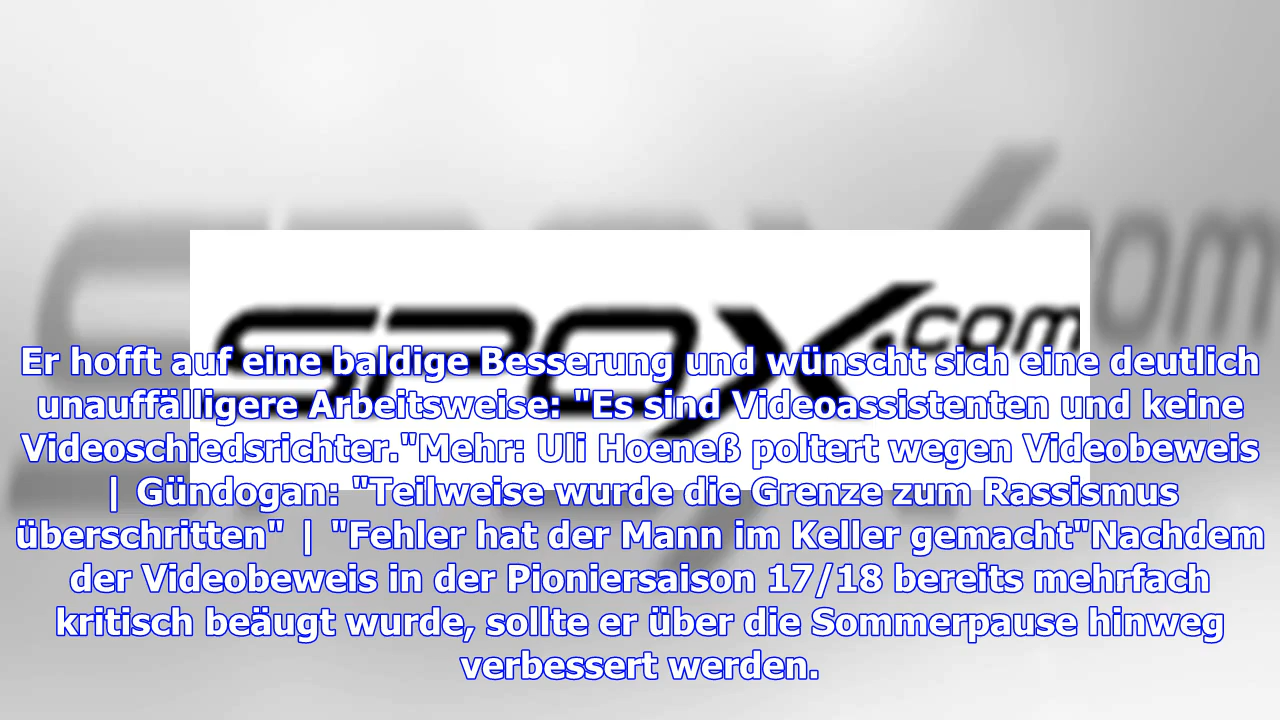 SPOX.com
Er hofft auf eine baldige Besserung und wünscht sich eine deutlich
unauffälligere Arbeitsweise: "Es sind Videoassistenten und keine
Videoschiedsrichter."Mehr: Uli Hoeneß poltert wegen Videobeweis
| Gündogan: "Teilweise wurde die Grenze zum Rassismus
überschritten" | "Fehler hat der Mann im Keller gemacht"Nachdem
der Videobeweis in der Pioniersaison 17/18 bereits mehrfach
kritisch beäugt wurde, sollte er über die Sommerpause hinweg
verbessert werden.